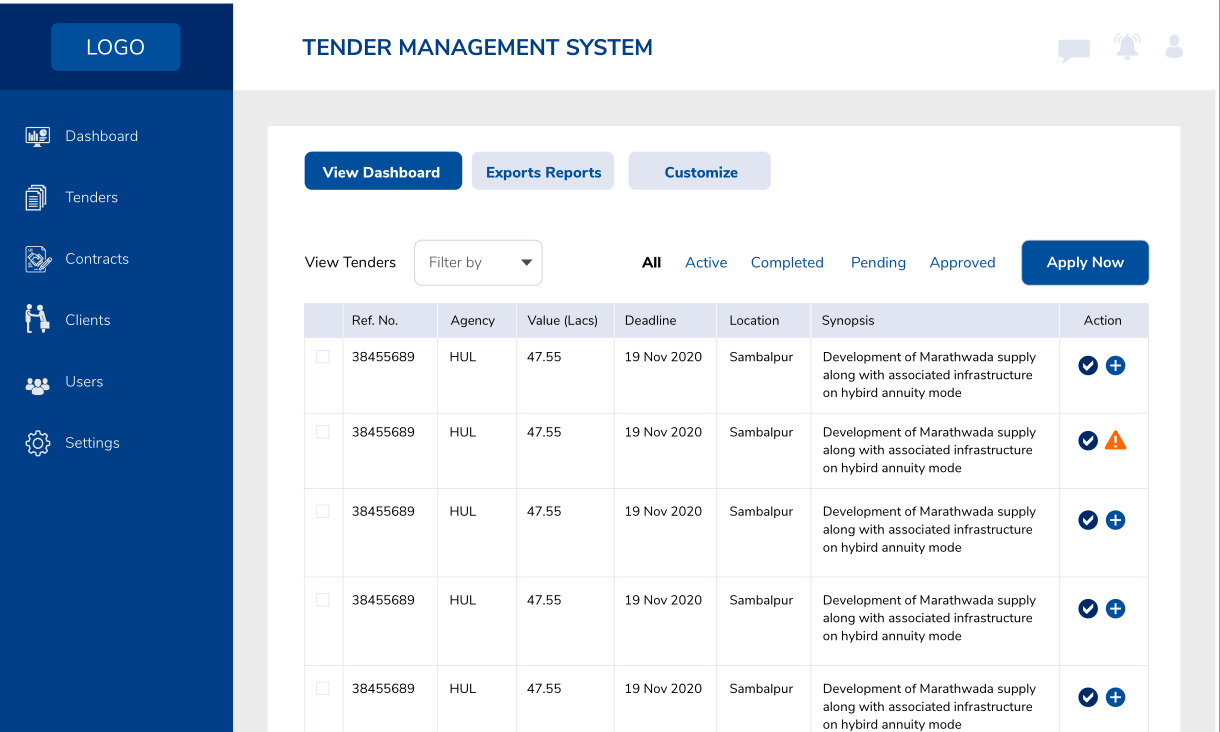 LOGO
TENDER MANAGEMENT SYSTEM
Dashboard
Tenders
Contracts
Clients
Users
Settings
View Dashboard
Exports Reports
Customize
View Tenders
Filter by
All
Active
Completed
Pending
Approved
Apply Now
Ref. No. Agency Value (Lacs) Deadline Location Synopsis Action
38455689 HUL 47.55 19 Nov 2020 Sambalpur Development of Marathwada supply
along with associated infrastructure
on hybird annuity mode
38455689 HUL 47.55 19 Nov 2020 Sambalpur Development of Marathwada supply
along with associated infrastructure
on hybird annuity mode
38455689 HUL 47.55 19 Nov 2020 Sambalpur Development of Marathwada supply
along with associated infrastructure
on hybird annuity mode
38455689 HUL 47.55 19 Nov 2020 Sambalpur Development of Marathwada supply
along with associated infrastructure
on hybird annuity mode
38455689 HUL 47.55 19 Nov 2020 Sambalpur Development of Marathwada supply
along with associated infrastructure
on hybird annuity mode